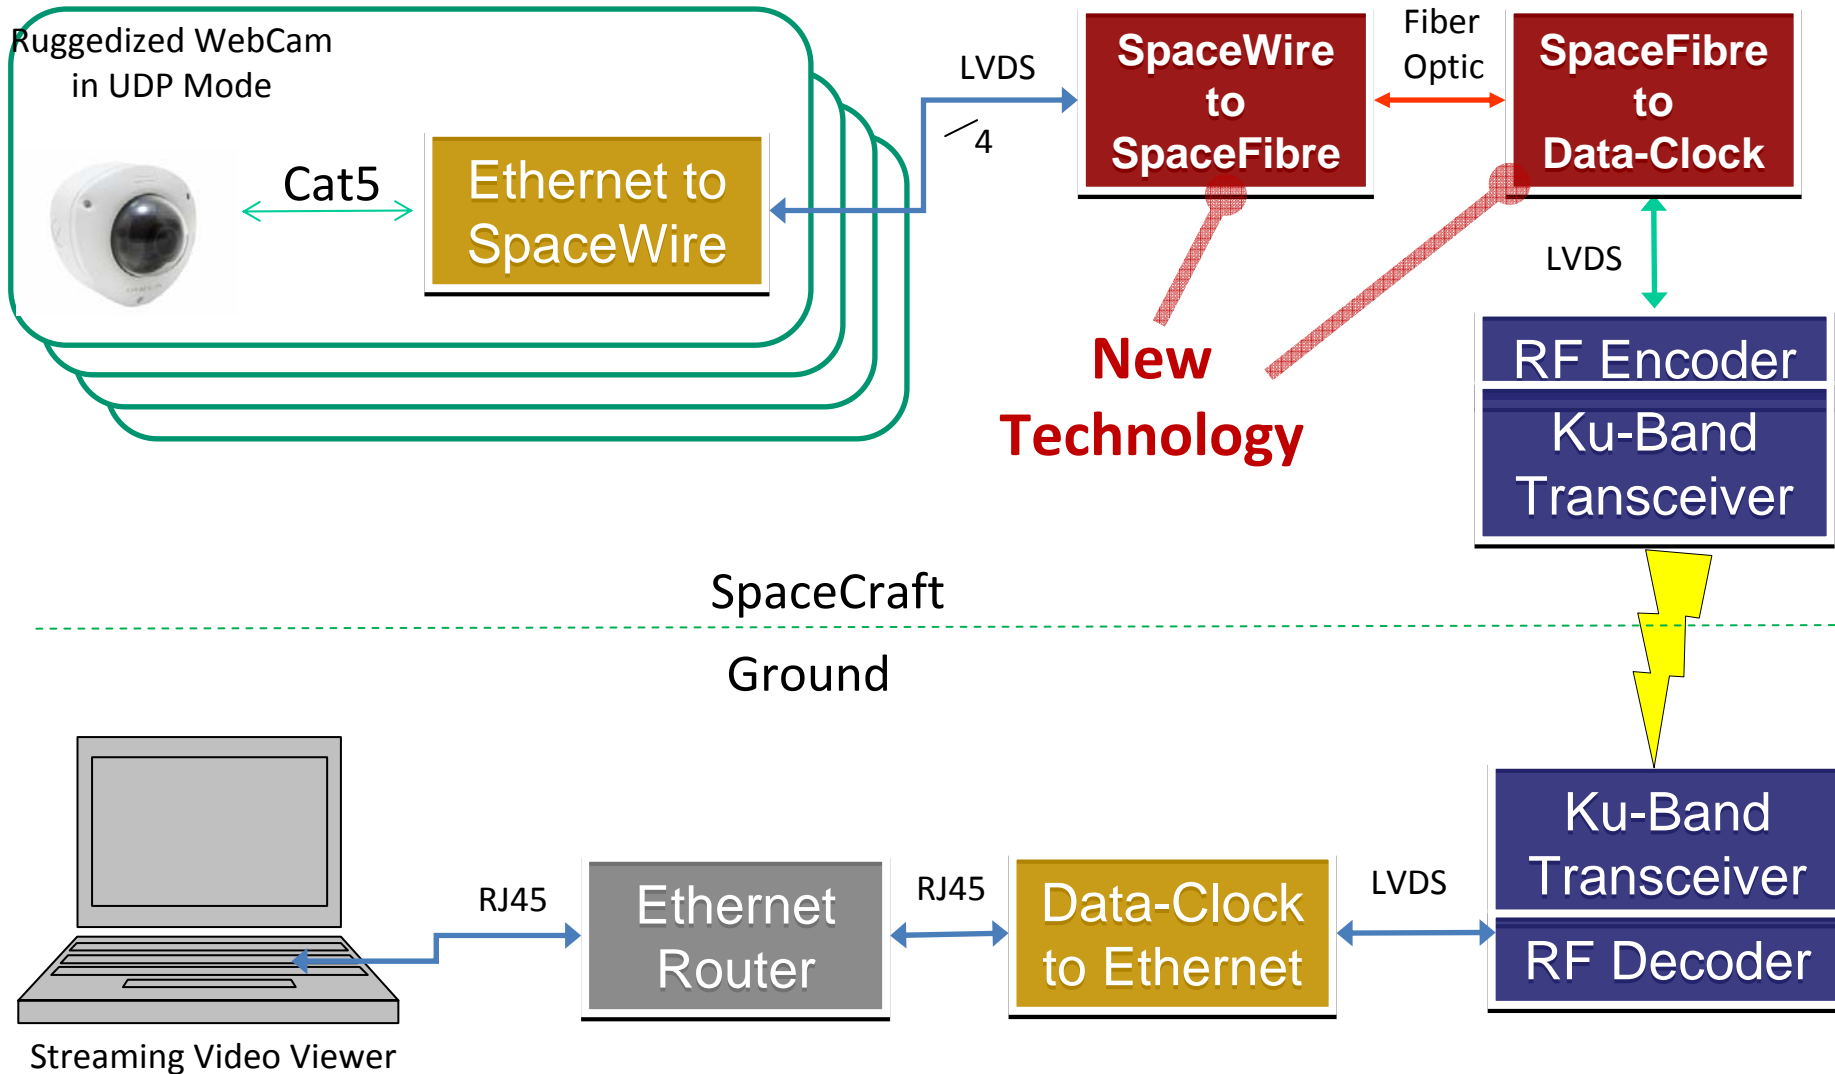 Ruggedized WebCam
in UDP Mode
Cat5
Ethernet to
SpaceWire
LVDS
4
SpaceWire
to
SpaceFibre
Fiber
Optic
SpaceFibre
to
Data-Clock
LVDS
New
Technology
RF Encoder
Ku-Band
Transceiver
SpaceCraft
Ground
Ku-Band
Transceiver
RF Decoder
LVDS
Data-Clock
to Ethernet
RJ45
Ethernet
Router
RJ45
Streaming Video Viewer